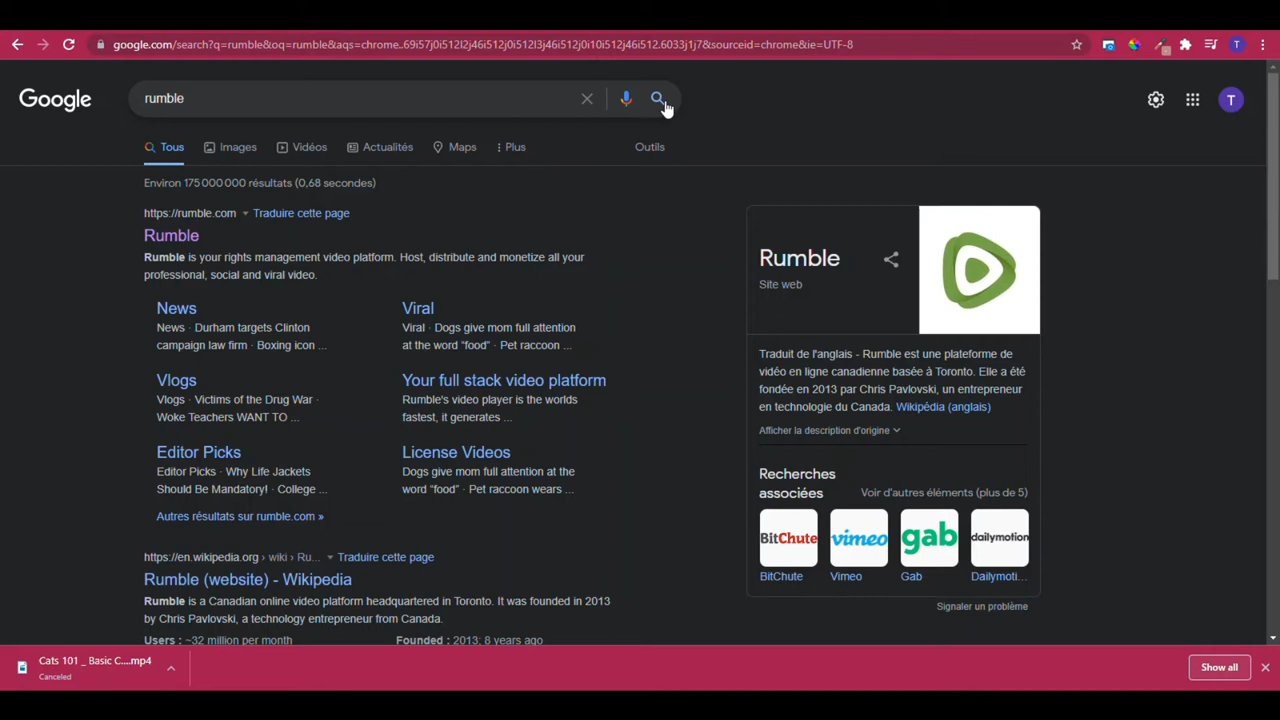 google.com/search?q=rumble&oq=rumble&aqs=chrome..69i57j0i512l2j46i512j0i512l3j46i512j0i10i512j46i512.6033j1j7&sourceid=chrome&ie=UTF-8
T
Google
rumble
T
Tous
Images
Vidéos
Actualités
Maps
Plus
Outils
Environ 175 000 000 résultats (0,68 secondes)
https://rumble.com
Traduire cette page
Rumble
Rumble is your rights management video platform. Host, distribute and monetize all your
professional, social and viral video.
News
News · Durham targets Clinton
campaign law firm · Boxing icon ...
Viral
Viral · Dogs give mom full attention
at the word “food” · Pet raccoon ...
Vlogs
Vlogs · Victims of the Drug War ·
Woke Teachers WANT TO ...
Your full stack video platform
Rumble's video player is the worlds
fastest, it generates ...
Editor Picks
Editor Picks · Why Life Jackets
Should Be Mandatory! · College ...
License Videos
Dogs give mom full attention at the
word “food” · Pet raccoon wears ...
Autres résultats sur rumble.com »
https://en.wikipedia.org › wiki › Ru...
Traduire cette page
Rumble (website) - Wikipedia
Rumble is a Canadian online video platform headquartered in Toronto. It was founded in 2013
by Chris Pavlovski, a technology entrepreneur from Canada.
Users : ~32 million per month
Founded : 2013; 8 years ago
Rumble
Site web
Traduit de l'anglais - Rumble est une plateforme de
vidéo en ligne canadienne basée à Toronto. Elle a été
fondée en 2013 par Chris Pavlovski, un entrepreneur
en technologie du Canada. Wikipédia (anglais)
Afficher la description d'origine
Recherches
associées
Voir d'autres éléments (plus de 5)
BitChute
vimeo
gab
dailymotion
BitChute
Vimeo
Gab
Dailymoti...
Signaler un problème
Cats 101 _ Basic C....mp4
Canceled
Show all